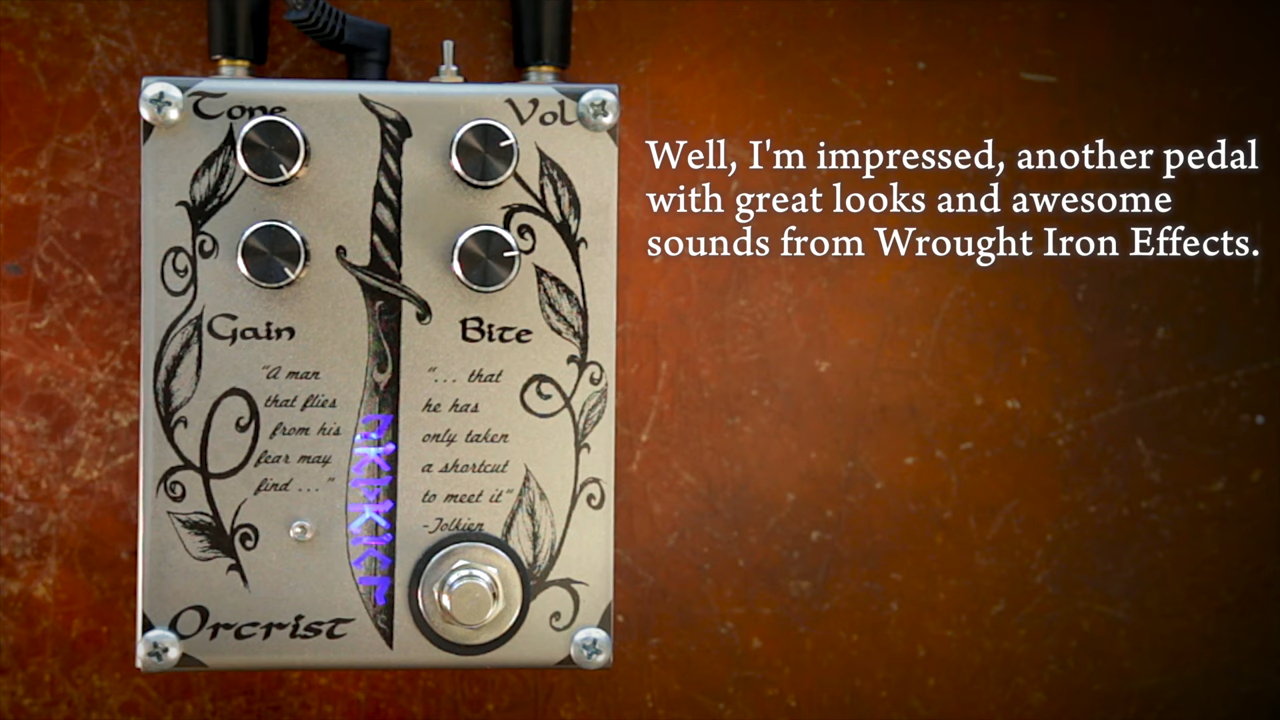 Tone
Vol
Gain
Bite
"A man
that flies
from his
fear may
find ..."
"... that
he has
only taken
a shortcut
to meet it"
-Tolkien
Orcrist
Well, I'm impressed, another pedal
with great looks and awesome
sounds from Wrought Iron Effects.